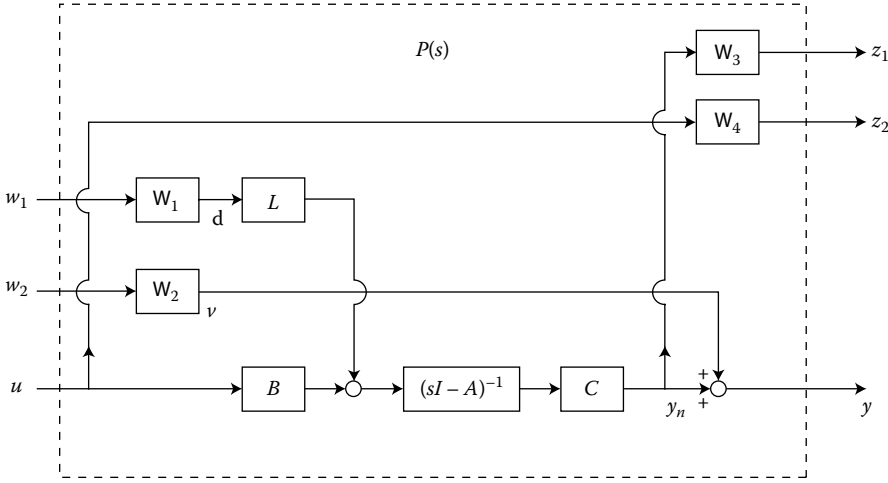 P(s)
W₃
z₁
W₄
z₂
w₁
W₁
d
L
w₂
W₂
v
u
B
(sI – A)⁻¹
C
yₙ
+
+
y